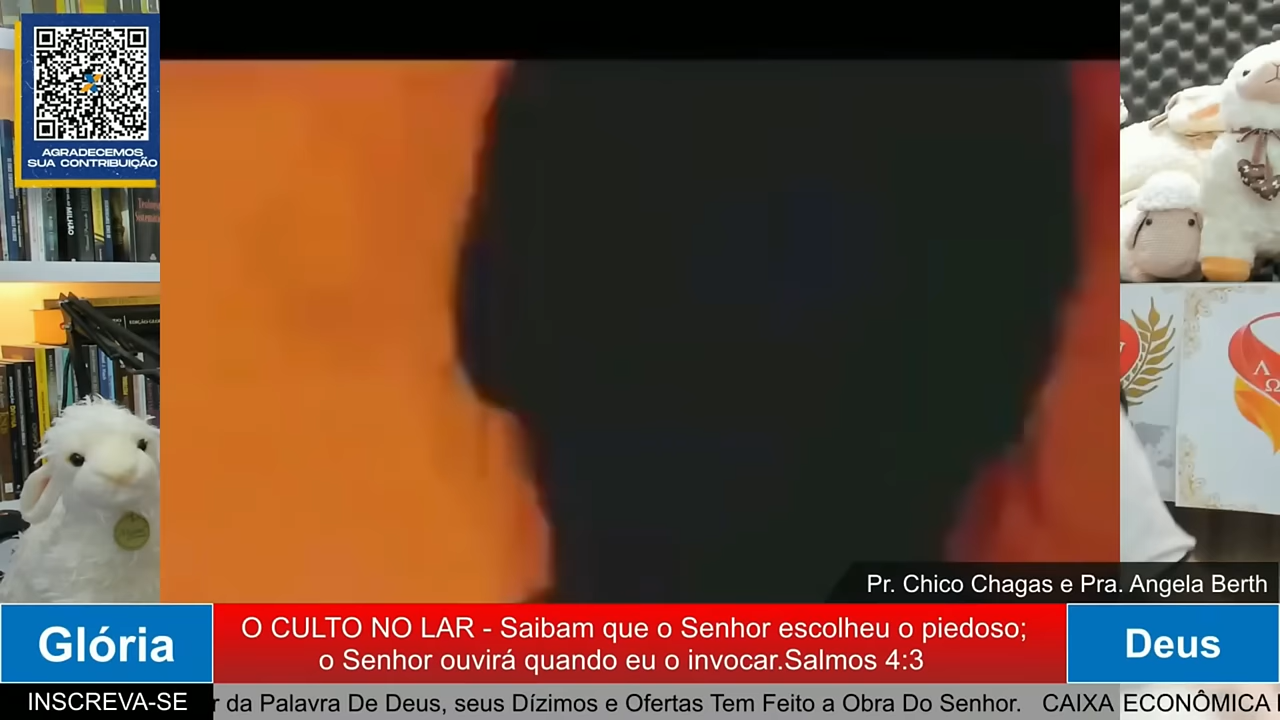 AGRADECEMOS
SUA CONTRIBUIÇÃO
MILHÃO
Pr. Chico Chagas e Pra. Angela Berth
Glória
O CULTO NO LAR - Saibam que o Senhor escolheu o piedoso;
o Senhor ouvirá quando eu o invocar.Salmos 4:3
Deus
INSCREVA-SE
r da Palavra De Deus, seus Dízimos e Ofertas Tem Feito a Obra Do Senhor. CAIXA ECONÔMICA
Λ
Ω